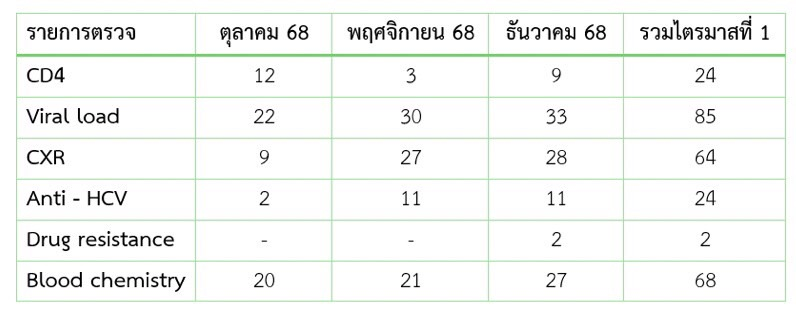 รายการตรวจ ตุลาคม 68 พฤศจิกายน 68 ธันวาคม 68 รวมไตรมาสที่ 1
CD4 12 3 9 24
Viral load 22 30 33 85
CXR 9 27 28 64
Anti - HCV 2 11 11 24
Drug resistance - - 2 2
Blood chemistry 20 21 27 68